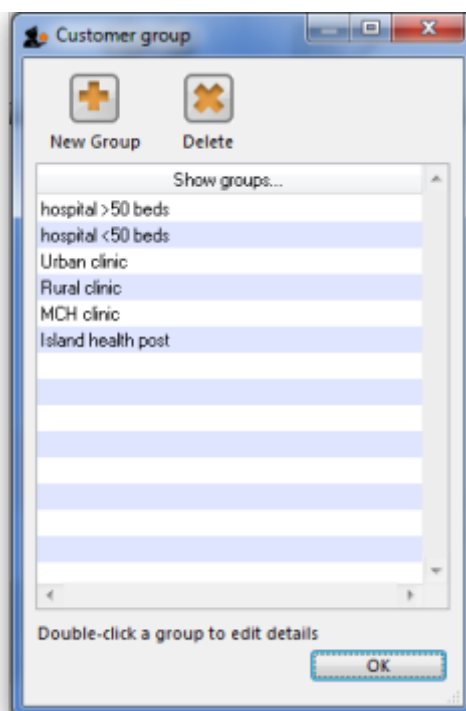 Customer group
New Group Delete
Show groups...
hospital >50 beds
hospital <50 beds
Urban clinic
Rural clinic
MCH clinic
Island health post
Double-click a group to edit details
OK